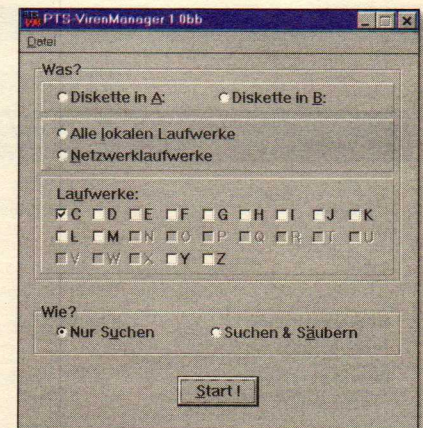 PTS-VirenManager 1.0bb
Datei
Was?
Diskette in A: Diskette in B:
Alle lokalen Laufwerke
Netzwerklaufwerke
Laufwerke:
C D E F G H I J K
L M N O P Q R T U
V W X Y Z
Wie?
Nur Suchen Suchen & Säubern
Start !